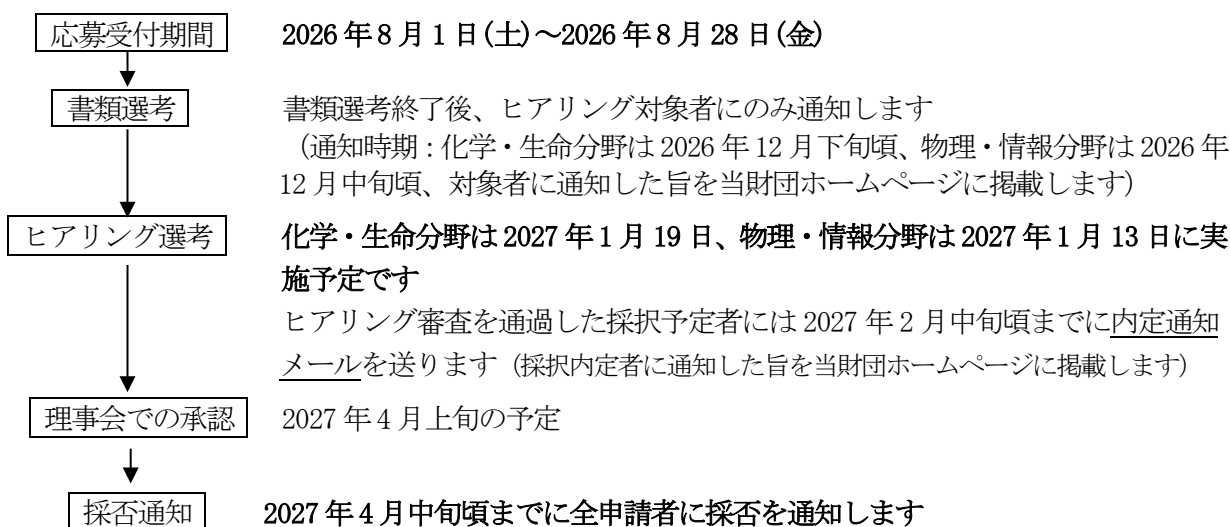 応募受付期間 2026年8月1日(土)～2026年8月28日(金)
書類選考 書類選考終了後、ヒアリング対象者にのみ通知します
（通知時期：化学・生命分野は2026年12月下旬頃、物理・情報分野は2026年
12月中旬頃、対象者に通知した旨を当財団ホームページに掲載します）
ヒアリング選考 化学・生命分野は2027年1月19日、物理・情報分野は2027年1月13日に実
施予定です
ヒアリング審査を通過した採択予定者には2027年2月中旬頃までに内定通知
メールを送ります（採択内定者に通知した旨を当財団ホームページに掲載します）
理事会での承認 2027年4月上旬の予定
採否通知 2027年4月中旬頃までに全申請者に採否を通知します